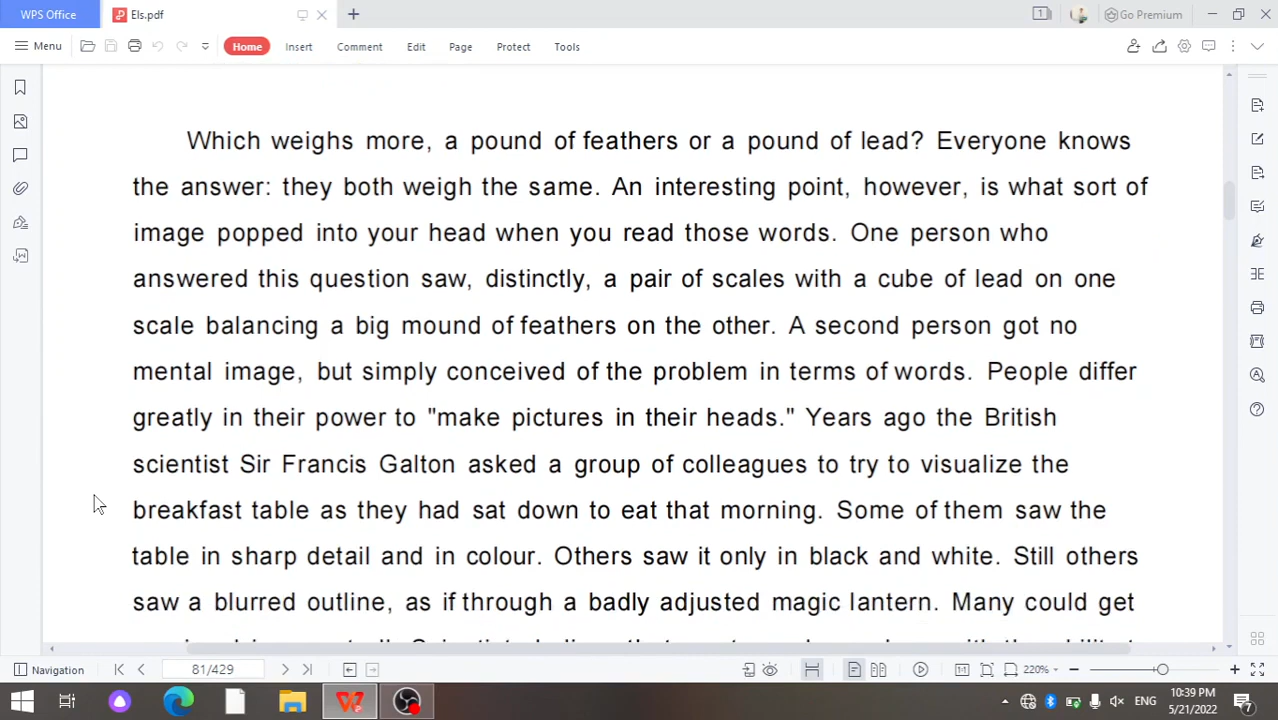 WPS Office
Els.pdf
1
Go Premium
Menu
Home
Insert
Comment
Edit
Page
Protect
Tools
Which weighs more, a pound of feathers or a pound of lead? Everyone knows
the answer: they both weigh the same. An interesting point, however, is what sort of
image popped into your head when you read those words. One person who
answered this question saw, distinctly, a pair of scales with a cube of lead on one
scale balancing a big mound of feathers on the other. A second person got no
mental image, but simply conceived of the problem in terms of words. People differ
greatly in their power to "make pictures in their heads." Years ago the British
scientist Sir Francis Galton asked a group of colleagues to try to visualize the
breakfast table as they had sat down to eat that morning. Some of them saw the
table in sharp detail and in colour. Others saw it only in black and white. Still others
saw a blurred outline, as if through a badly adjusted magic lantern. Many could get
Navigation
81/429
220%
ENG
10:39 PM
5/21/2022
7